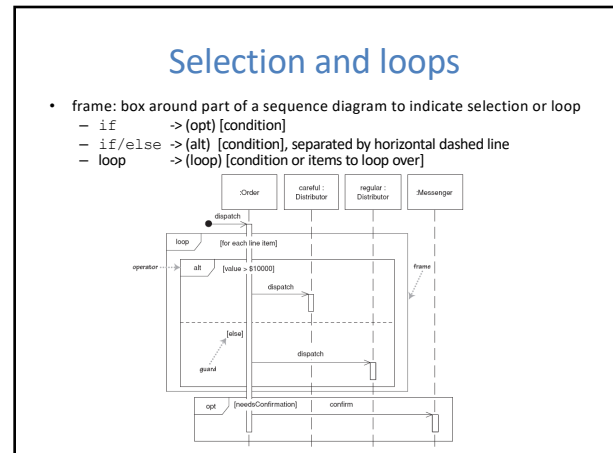 Selection and loops
• frame: box around part of a sequence diagram to indicate selection or loop
– if -> (opt) [condition]
– if/else -> (alt) [condition], separated by horizontal dashed line
– loop -> (loop) [condition or items to loop over]
:Order
careful :
Distributor
regular :
Distributor
:Messenger
dispatch
loop
[for each line item]
operator
alt
[value > $10000]
frame
dispatch
[else]
dispatch
guard
opt
[needsConfirmation]
confirm